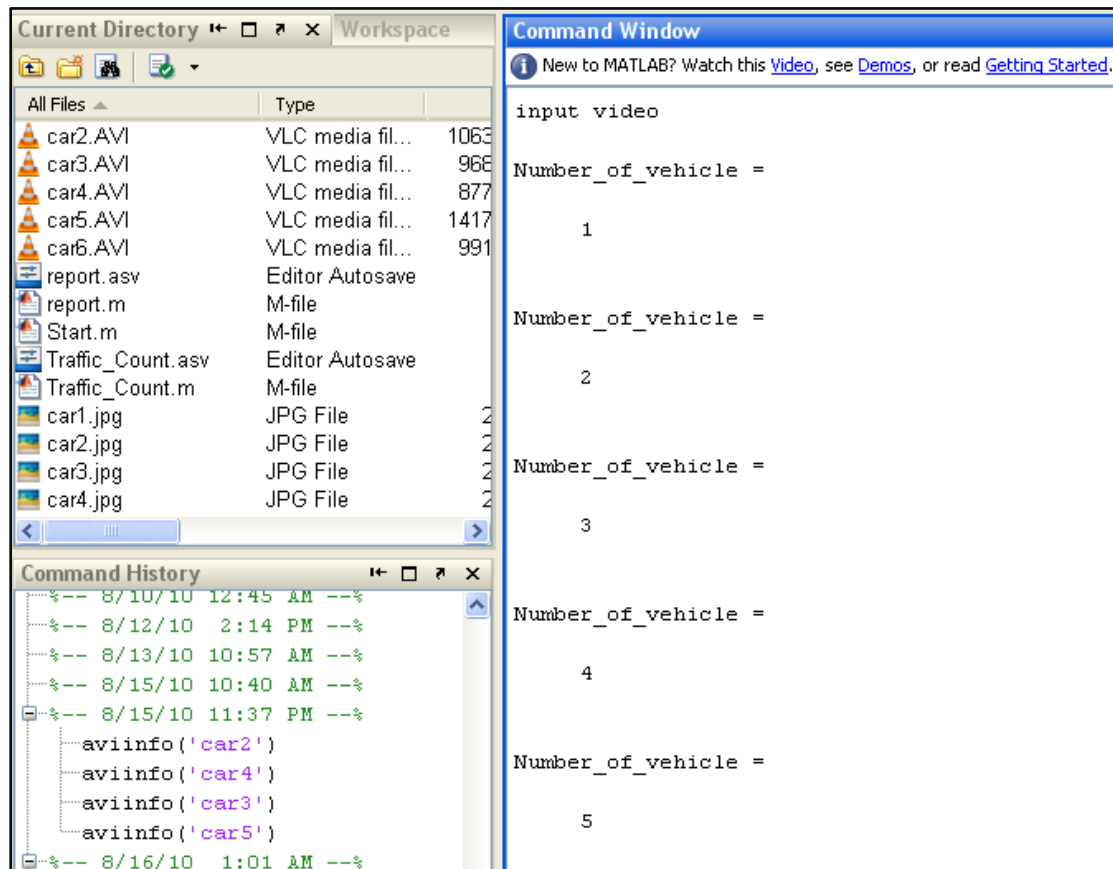 Current Directory Workspace
All Files Type
car2.AVI VLC media fil... 1063
car3.AVI VLC media fil... 968
car4.AVI VLC media fil... 877
car5.AVI VLC media fil... 1417
car6.AVI VLC media fil... 991
report.asv Editor Autosave
report.m M-file
Start.m M-file
Traffic_Count.asv Editor Autosave
Traffic_Count.m M-file
car1.jpg JPG File 2
car2.jpg JPG File 2
car3.jpg JPG File 2
car4.jpg JPG File 2
Command History
%-- 8/10/10 12:45 AM --%
%-- 8/12/10 2:14 PM --%
%-- 8/13/10 10:57 AM --%
%-- 8/15/10 10:40 AM --%
%-- 8/15/10 11:37 PM --%
aviinfo('car2')
aviinfo('car4')
aviinfo('car3')
aviinfo('car5')
%-- 8/16/10 1:01 AM --%
Command Window
New to MATLAB? Watch this Video, see Demos, or read Getting Started.
input video
Number_of_vehicle =
1
Number_of_vehicle =
2
Number_of_vehicle =
3
Number_of_vehicle =
4
Number_of_vehicle =
5